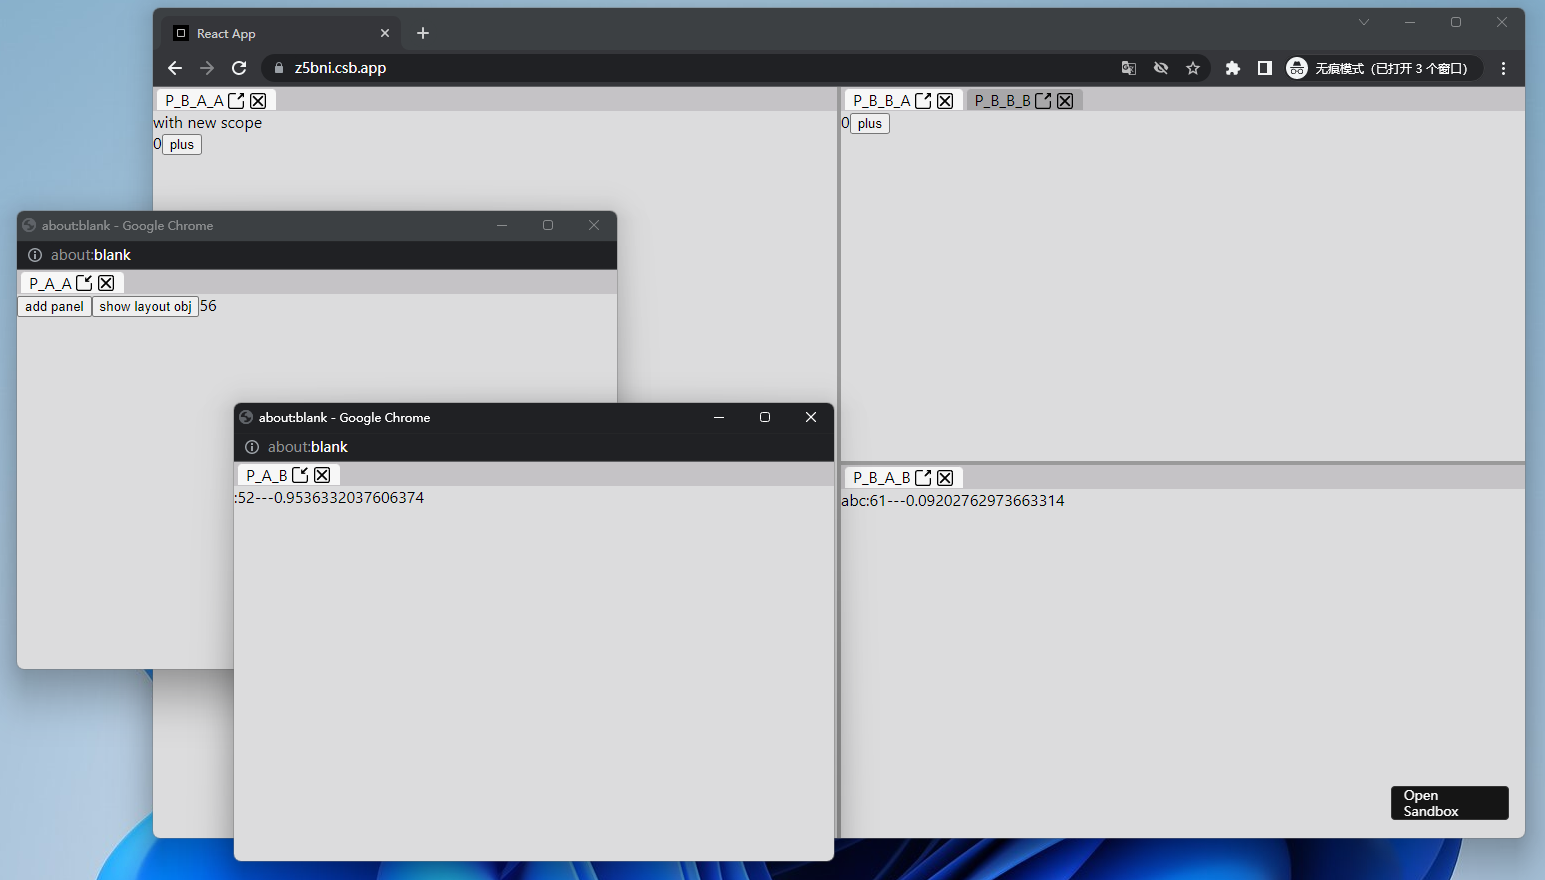 React App
z5bni.csb.app
无痕模式（已打开 3 个窗口）
P_B_A_A
with new scope
0 plus
P_B_B_A
P_B_B_B
0 plus
about:blank - Google Chrome
about:blank
P_A_A
add panel show layout obj 56
about:blank - Google Chrome
about:blank
P_A_B
:52---0.9536332037606374
P_B_A_B
abc:61---0.09202762973663314
Open
Sandbox